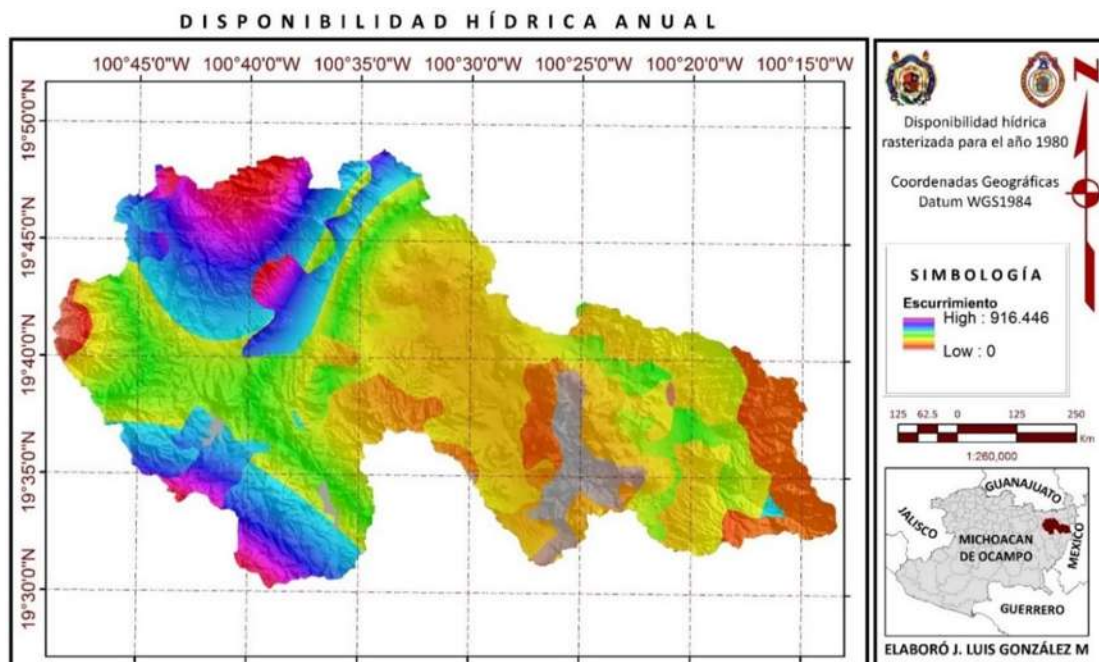 DISPONIBILIDAD HÍDRICA ANUAL
100°45'0"W 100°40'0"W 100°35'0"W 100°30'0"W 100°25'0"W 100°20'0"W 100°15'0"W
19°50'0"N
19°45'0"N
19°40'0"N
19°35'0"N
19°30'0"N
Disponibilidad hídrica
rasterizada para el año 1980
Coordenadas Geográficas
Datum WGS1984
Z
SIMBOLOGÍA
Escurrimiento
High : 916.446
Low : 0
125 62.5 0 125 250
Km
1:260,000
GUANAJUATO
JALISCO
MICHOACAN
DE OCAMPO
MEXICO
GUERRERO
ELABORÓ J. LUIS GONZÁLEZ M